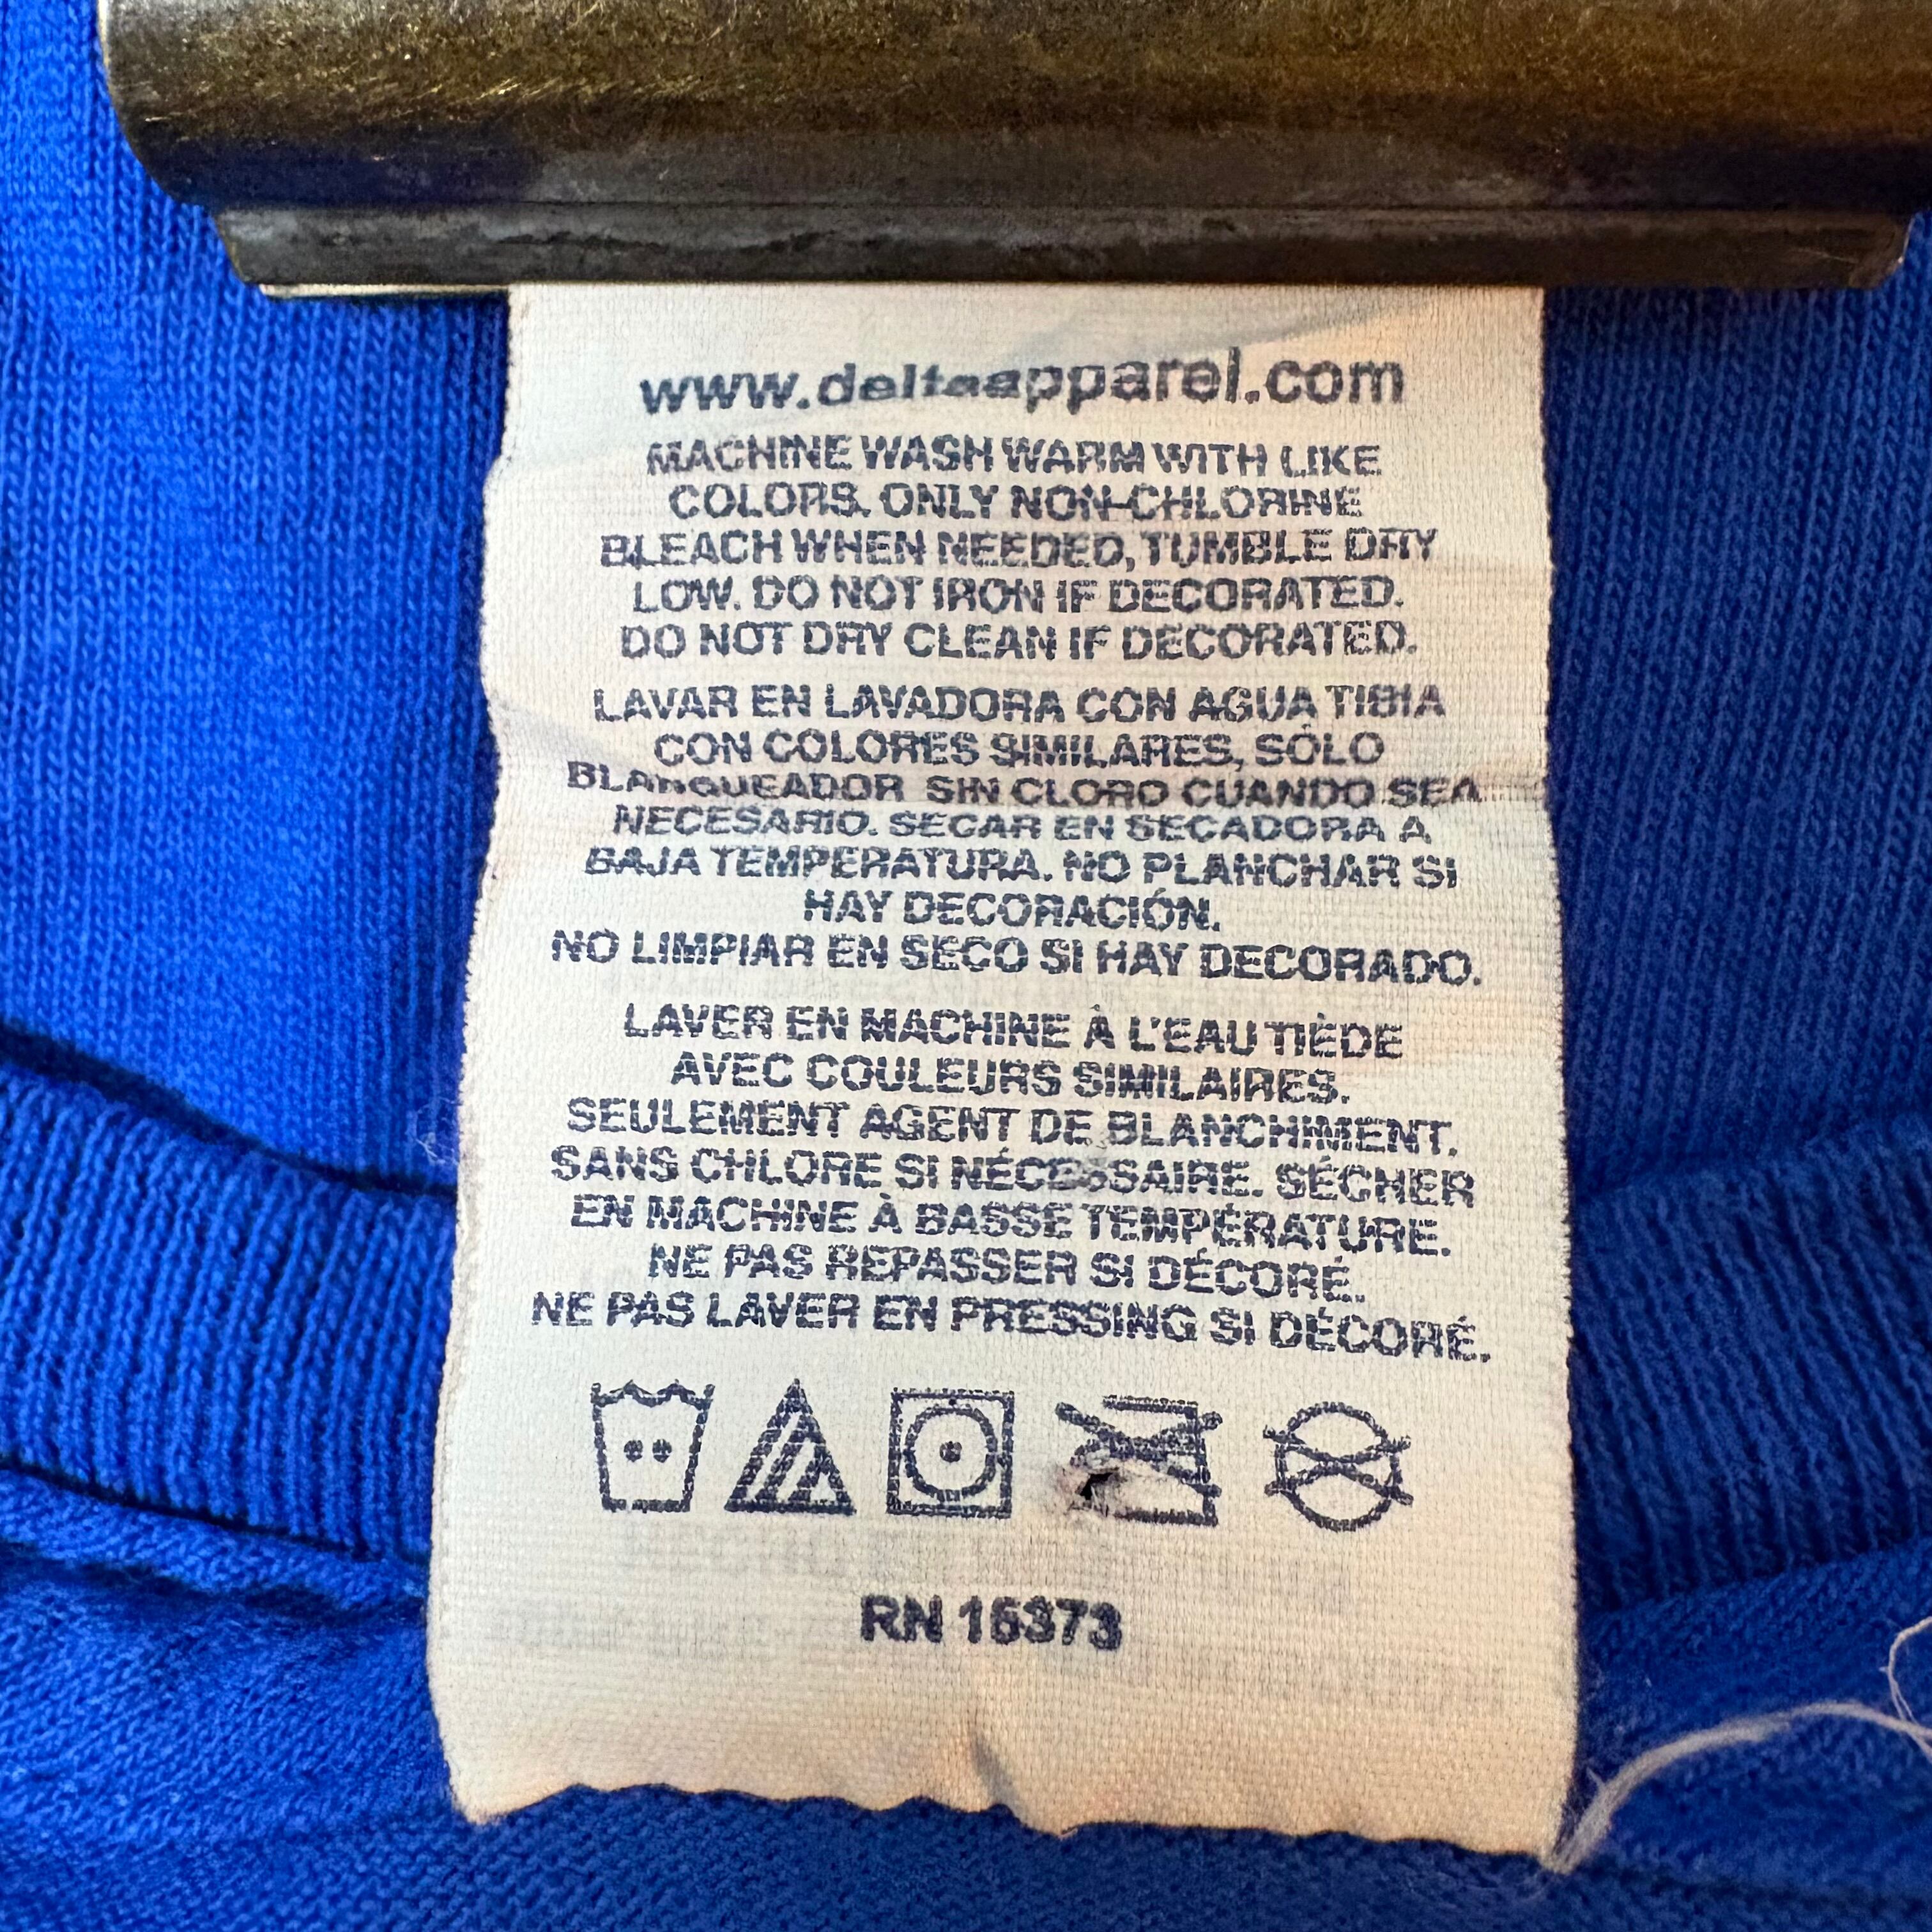 www.deltaapparel.com
MACHINE WASH WARM WITH LIKE
COLORS. ONLY NON-CHLORINE
BLEACH WHEN NEEDED, TUMBLE DRY
LOW. DO NOT IRON IF DECORATED.
DO NOT DRY CLEAN IF DECORATED.
LAVAR EN LAVADORA CON AGUA TIBIA
CON COLORES SIMILARES, SÓLO
BLANQUEADOR SIN CLORO CUANDO SEA
NECESARIO. SECAR EN SECADORA A
BAJA TEMPERATURA. NO PLANCHAR SI
HAY DECORACIÓN.
NO LIMPIAR EN SECO SI HAY DECORADO.
LAVER EN MACHINE À L'EAU TIÈDE
AVEC COULEURS SIMILAIRES.
SEULEMENT AGENT DE BLANCHIMENT.
SANS CHLORE SI NÉCESSAIRE. SÉCHER
EN MACHINE À BASSE TEMPÉRATURE.
NE PAS REPASSER SI DÉCORÉ.
NE PAS LAVER EN PRESSING SI DÉCORÉ.
RN 15373